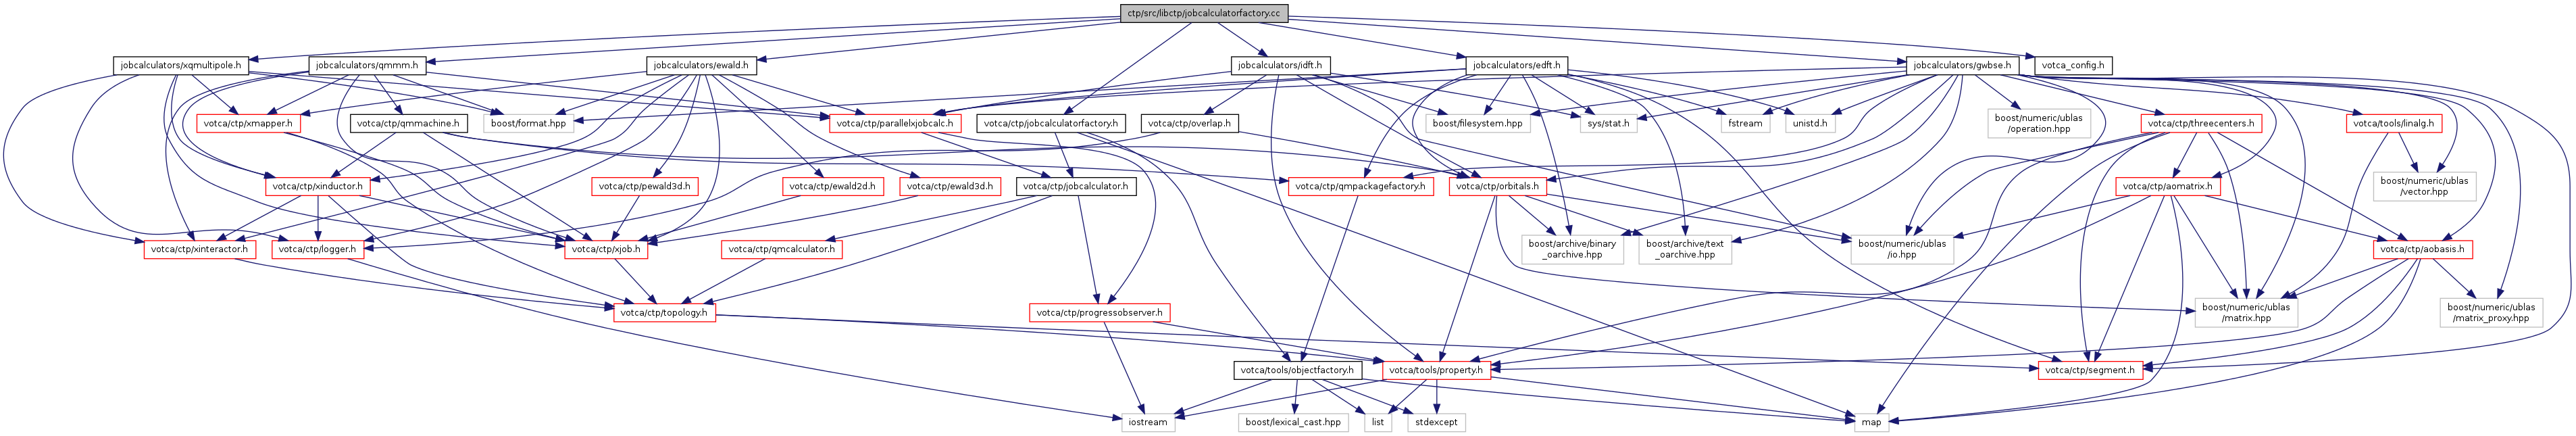 ctp/src/libctp/jobcalculatorfactory.cc
jobcalculators/xqmultipole.h
jobcalculators/qmmm.h
jobcalculators/ewald.h
jobcalculators/idft.h
jobcalculators/edft.h
jobcalculators/gwbse.h
votca_config.h
votca/ctp/xmapper.h
votca/ctp/qmmachine.h
boost/format.hpp
votca/ctp/parallelxjobcalc.h
votca/ctp/jobcalculatorfactory.h
votca/ctp/overlap.h
boost/filesystem.hpp
sys/stat.h
fstream
unistd.h
boost/numeric/ublas
/operation.hpp
votca/ctp/threecenters.h
votca/tools/linalg.h
votca/ctp/xinductor.h
votca/ctp/pewald3d.h
votca/ctp/ewald2d.h
votca/ctp/ewald3d.h
votca/ctp/jobcalculator.h
votca/ctp/qmpackagefactory.h
votca/ctp/orbitals.h
votca/ctp/aomatrix.h
boost/numeric/ublas
/vector.hpp
votca/ctp/xinteractor.h
votca/ctp/logger.h
votca/ctp/xjob.h
votca/ctp/qmcalculator.h
boost/archive/binary
_oarchive.hpp
boost/archive/text
_oarchive.hpp
boost/numeric/ublas
/io.hpp
votca/ctp/aobasis.h
votca/ctp/topology.h
votca/ctp/progressobserver.h
boost/numeric/ublas
/matrix.hpp
boost/numeric/ublas
/matrix_proxy.hpp
votca/tools/objectfactory.h
votca/tools/property.h
votca/ctp/segment.h
iostream
boost/lexical_cast.hpp
list
stdexcept
map